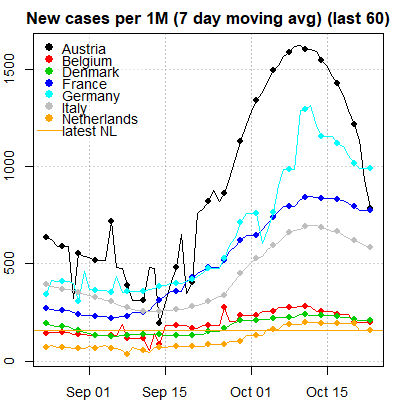 New cases per 1M (7 day moving avg) (last 60)
Austria
Belgium
Denmark
France
Germany
Italy
Netherlands
latest NL
1500
1000
500
0
Sep 01
Sep 15
Oct 01
Oct 15